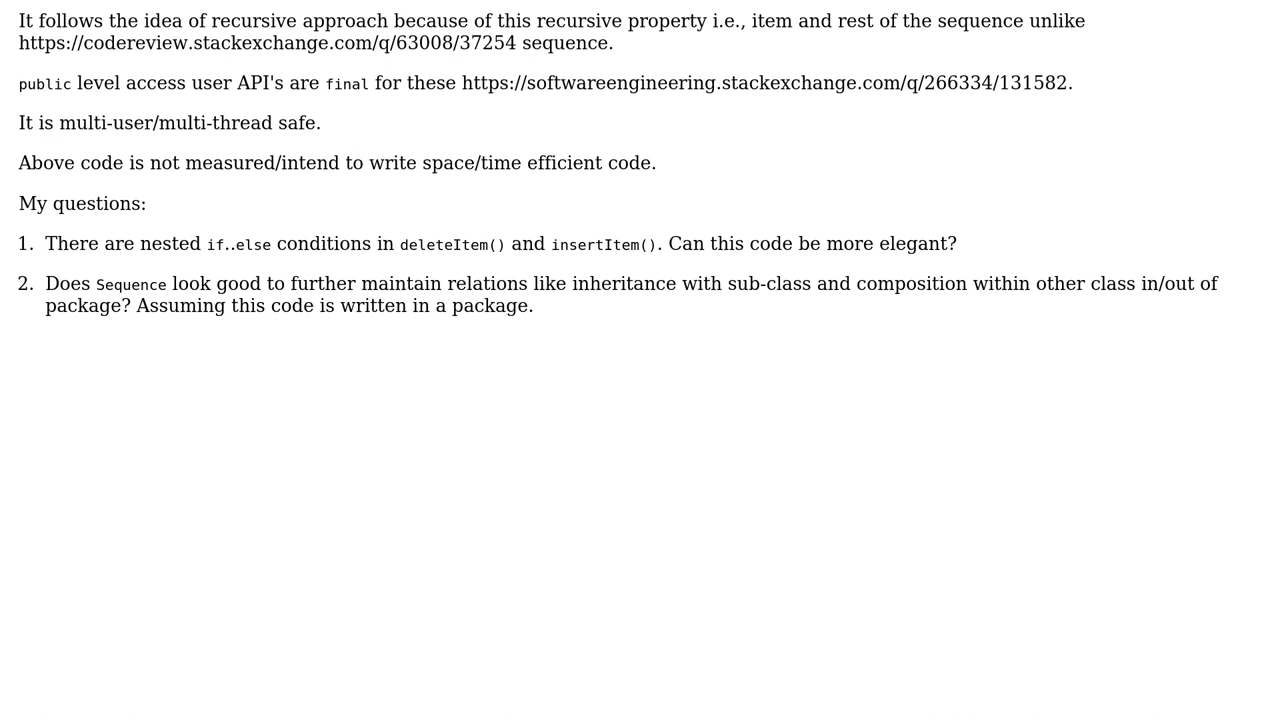 It follows the idea of recursive approach because of this recursive property i.e., item and rest of the sequence unlike
https://codereview.stackexchange.com/q/63008/37254 sequence.
public level access user API's are final for these https://softwareengineering.stackexchange.com/q/266334/131582.
It is multi-user/multi-thread safe.
Above code is not measured/intend to write space/time efficient code.
My questions:
1. There are nested if..else conditions in deleteItem() and insertItem(). Can this code be more elegant?
2. Does Sequence look good to further maintain relations like inheritance with sub-class and composition within other class in/out of
package? Assuming this code is written in a package.